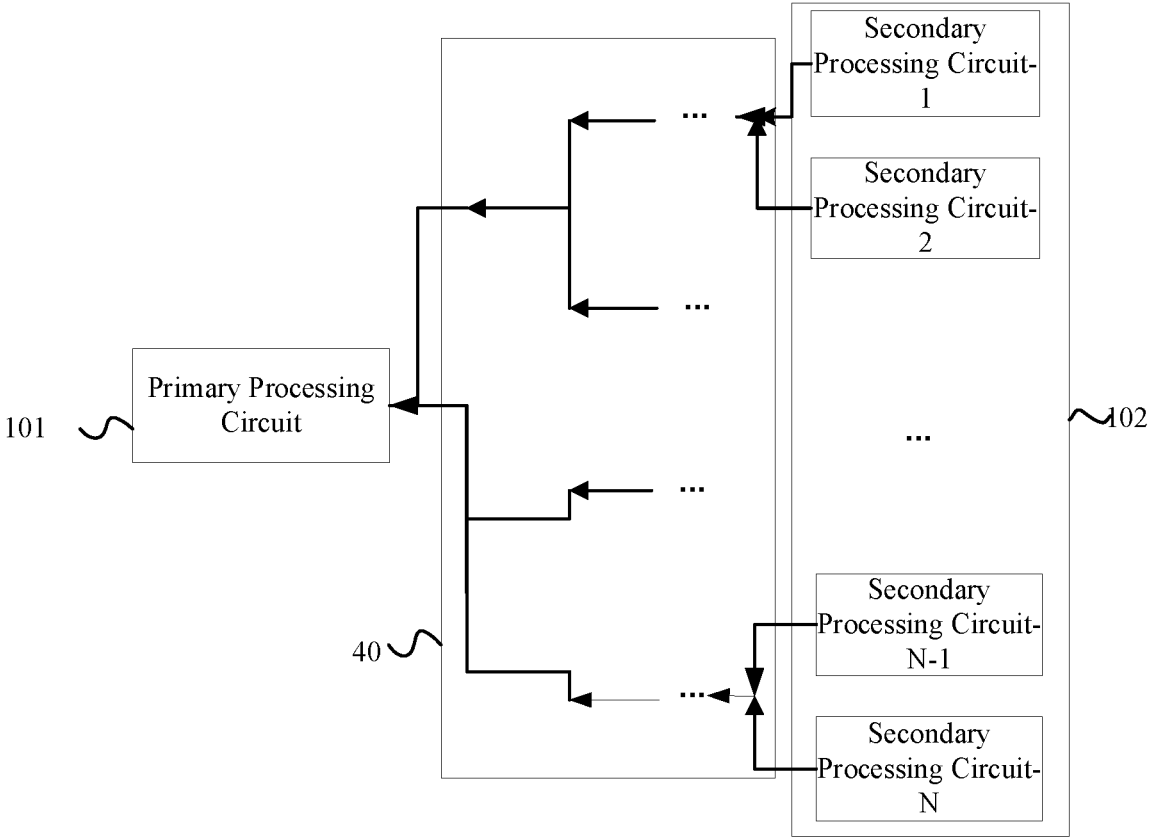 Secondary
Processing Circuit-
1
...
Secondary
Processing Circuit-
2
...
Primary Processing
Circuit
101
102
...
...
Secondary
Processing Circuit-
N-1
40
...
Secondary
Processing Circuit-
N